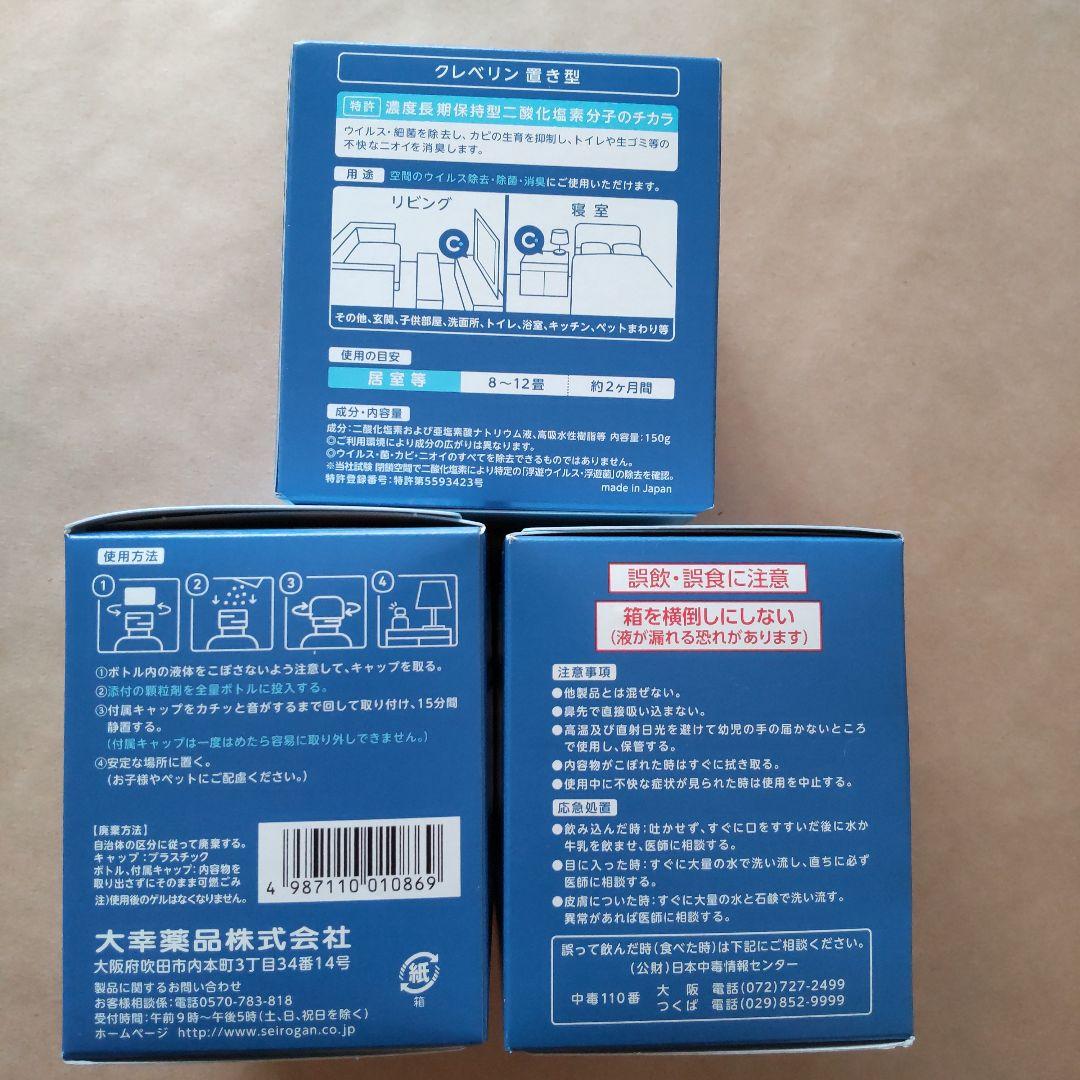 クレベリン 置き型
特許 濃度長期保持型二酸化塩素分子のチカラ
ウイルス・細菌を除去し、カビの生育を抑制し、トイレや生ゴミ等の
不快なニオイを消臭します。
用途 空間のウイルス除去・除菌・消臭にご使用いただけます。
リビング
寝室
その他、玄関、子供部屋、洗面所、トイレ、浴室、キッチン、ペットまわり等
使用の目安
居室等 8〜12畳 約2ヶ月間
成分・内容量
成分:二酸化塩素および亜塩素酸ナトリウム液、高吸水性樹脂等 内容量:150g
◎ご利用環境により成分の広がりは異なります。
◎ウイルス・菌・カビ・ニオイのすべてを除去できるものではありません。
※当社試験 閉鎖空間で二酸化塩素により特定の「浮遊ウイルス・浮遊菌」の除去を確認。
特許登録番号:特許第5593423号
made in Japan
使用方法
1 2 3 4
①ボトル内の液体をこぼさないよう注意して、キャップを取る。
②添付の顆粒剤を全量ボトルに投入する。
③付属キャップをカチッと音がするまで回して取り付け、15分間
静置する。
(付属キャップは一度はめたら容易に取り外しできません。)
④安定な場所に置く。
(お子様やペットにご配慮ください。)
【廃棄方法】
自治体の区分に従って廃棄する。
キャップ:プラスチック
ボトル、付属キャップ:内容物を
取り出さずにそのまま可燃ごみ
注)使用後のゲルはなくなりません。
4 987110 010869
大幸薬品株式会社
大阪府吹田市内本町3丁目34番14号
製品に関するお問い合わせ
お客様相談係:電話0570-783-818
受付時間:午前9時〜午後5時(土、日、祝日を除く)
ホームページ http://www.seirogan.co.jp
紙
箱
誤飲・誤食に注意
箱を横倒しにしない
(液が漏れる恐れがあります)
注意事項
●他製品とは混ぜない。
●鼻先で直接吸い込まない。
●高温及び直射日光を避けて幼児の手の届かないところ
で使用し、保管する。
●内容物がこぼれた時はすぐに拭き取る。
●使用中に不快な症状が見られた時は使用を中止する。
応急処置
●飲み込んだ時:吐かせず、すぐに口をすすいだ後に水か
牛乳を飲ませ、医師に相談する。
●目に入った時:すぐに大量の水で洗い流し、直ちに必ず
医師に相談する。
●皮膚についた時:すぐに大量の水と石鹸で洗い流す。
異常があれば医師に相談する。
誤って飲んだ時(食べた時)は下記にご相談ください。
(公財)日本中毒情報センター
中毒110番 大阪 電話(072)727-2499
つくば 電話(029)852-9999